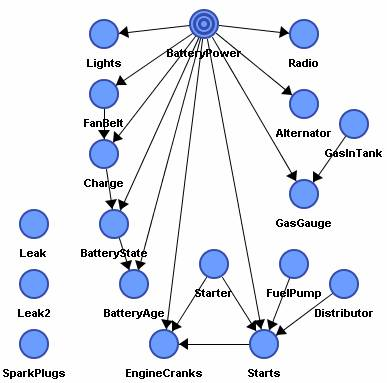 BatteryPower
Lights
Radio
FanBelt
Alternator
GasInTank
Charge
GasGauge
Leak
BatteryState
Leak2
BatteryAge
Starter
FuelPump
Distributor
SparkPlugs
EngineCranks
Starts